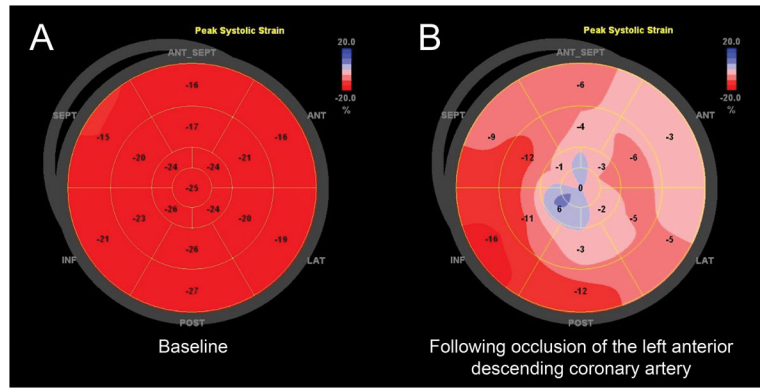 A
Peak Systolic Strain
ANT_SEPT
20.0
-20.0
%
SEPT
ANT
-16
-17
-15
-16
-20
-24
-24
-21
-25
-26
-24
-23
-20
-21
-19
-26
-27
INF
LAT
POST
Baseline
B
Peak Systolic Strain
ANT_SEPT
20.0
-20.0
%
SEPT
ANT
-6
-4
-9
-3
-12
-1
-3
-6
0
6
-2
-11
-5
-16
-5
-3
-12
INF
LAT
POST
Following occlusion of the left anterior
descending coronary artery